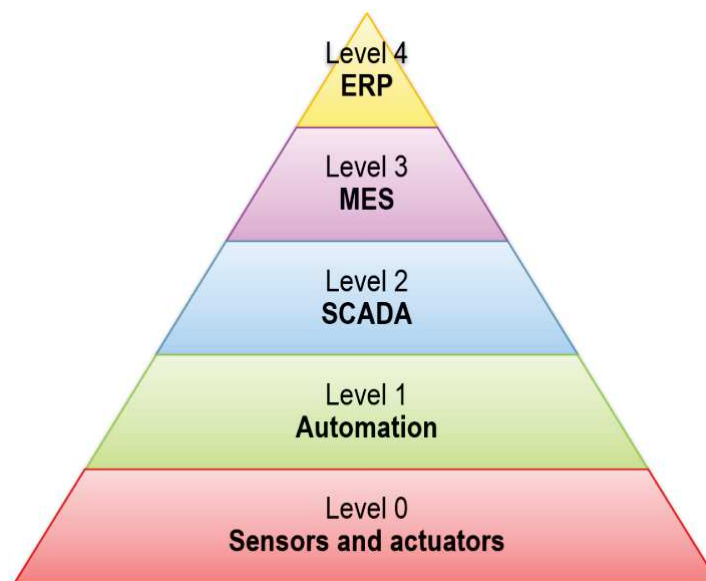 Level 4
ERP
Level 3
MES
Level 2
SCADA
Level 1
Automation
Level 0
Sensors and actuators